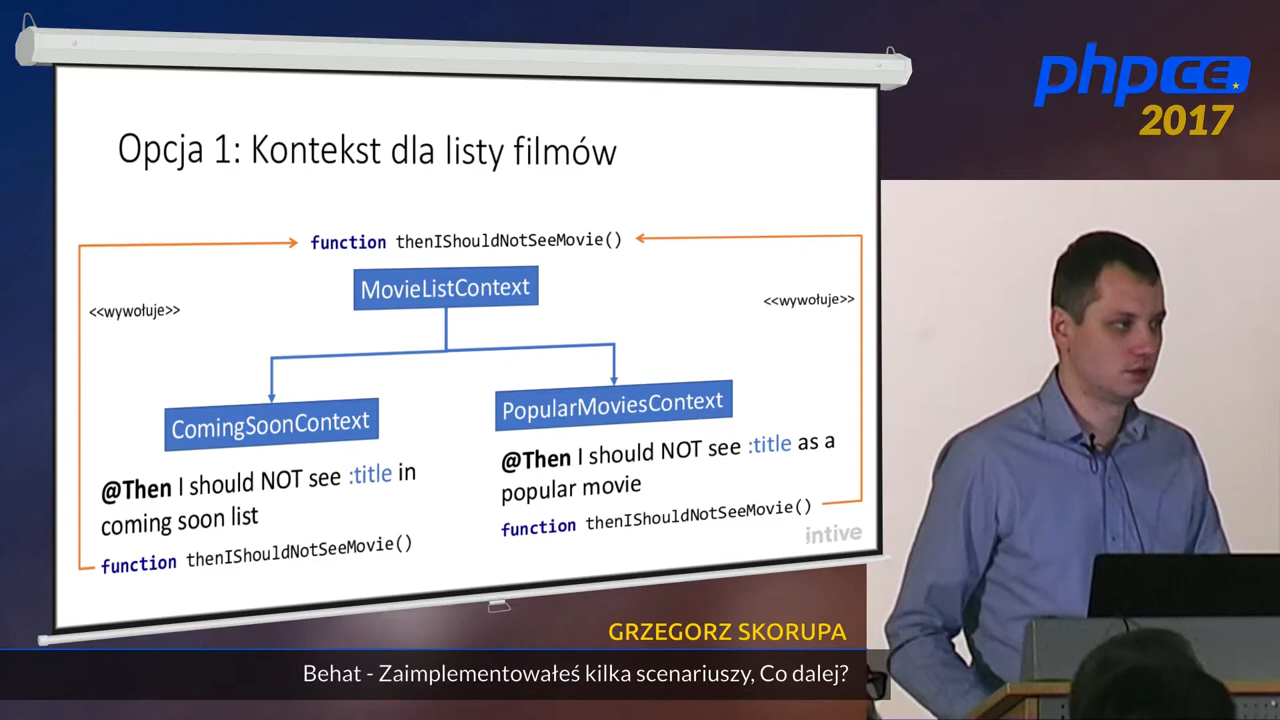 phpCE
2017
Opcja 1: Kontekst dla listy filmów
function thenIShouldNotSeeMovie()
MovieListContext
<<wywołuje>>
<<wywołuje>>
ComingSoonContext
PopularMoviesContext
@Then I should NOT see :title in
coming soon list
function thenIShouldNotSeeMovie()
@Then I should NOT see :title as a
popular movie
function thenIShouldNotSeeMovie()
intive
GRZEGORZ SKORUPA
Behat - Zaimplementowałeś kilka scenariuszy, Co dalej?